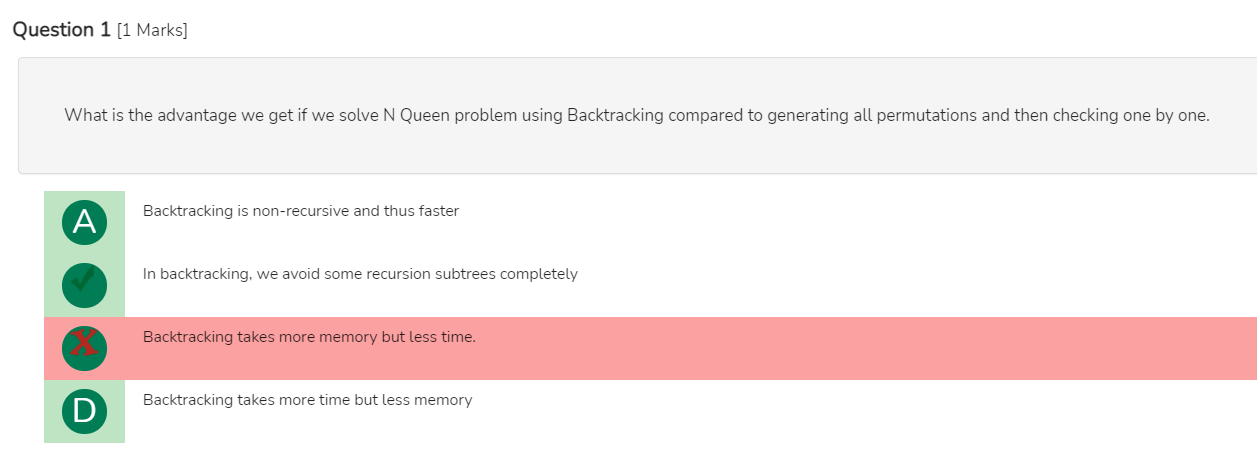 Question 1 [1 Marks]
What is the advantage we get if we solve N Queen problem using Backtracking compared to generating all permutations and then checking one by one.
A Backtracking is non-recursive and thus faster
✓ In backtracking, we avoid some recursion subtrees completely
X Backtracking takes more memory but less time.
D Backtracking takes more time but less memory